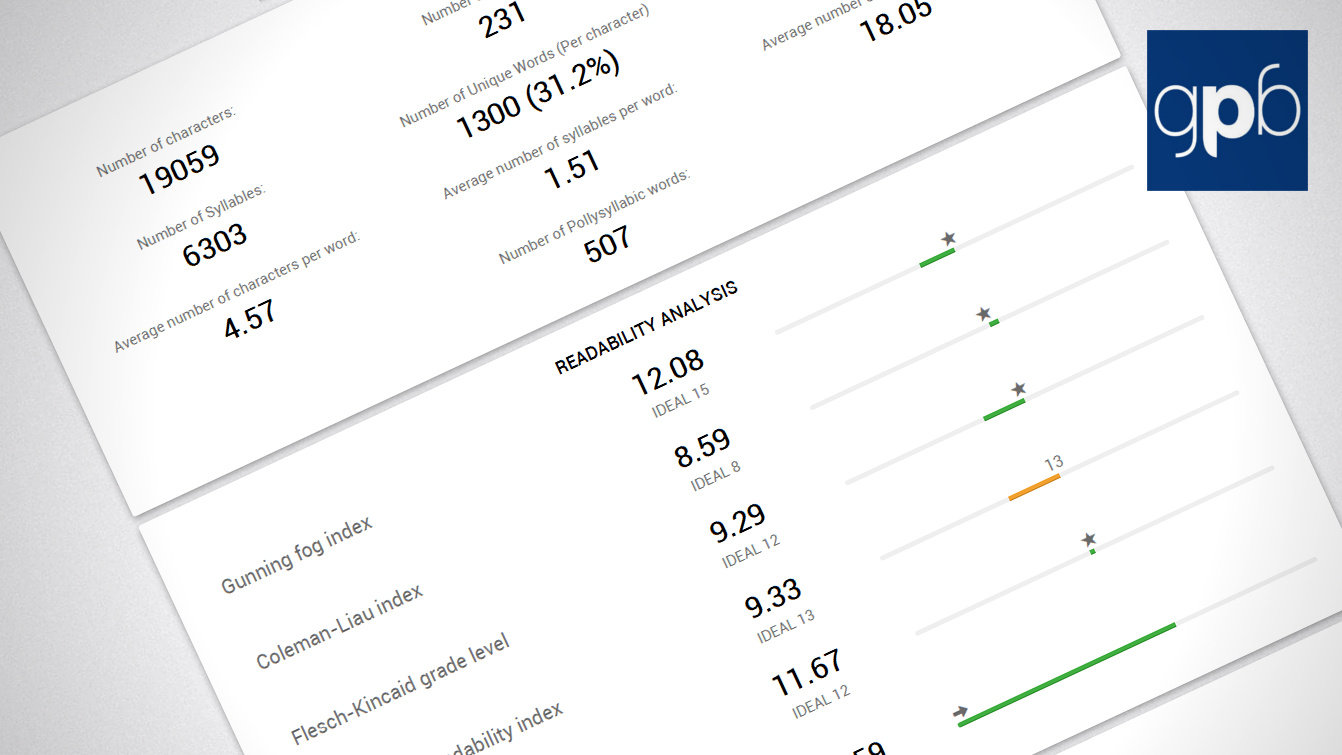 Number
231
Number of Unique Words (Per character)
1300 (31.2%)
Average number
18.05
Number of characters:
19059
Average number of syllables per word:
1.51
Number of Syllables:
6303
Number of Pollysyllabic words:
507
Average number of characters per word:
4.57
gpb
READABILITY ANALYSIS
Gunning fog index
12.08
IDEAL 15
Coleman-Liau index
8.59
IDEAL 8
Flesch-Kincaid grade level
9.29
IDEAL 12
dability index
9.33
IDEAL 13
13
11.67
IDEAL 12
59